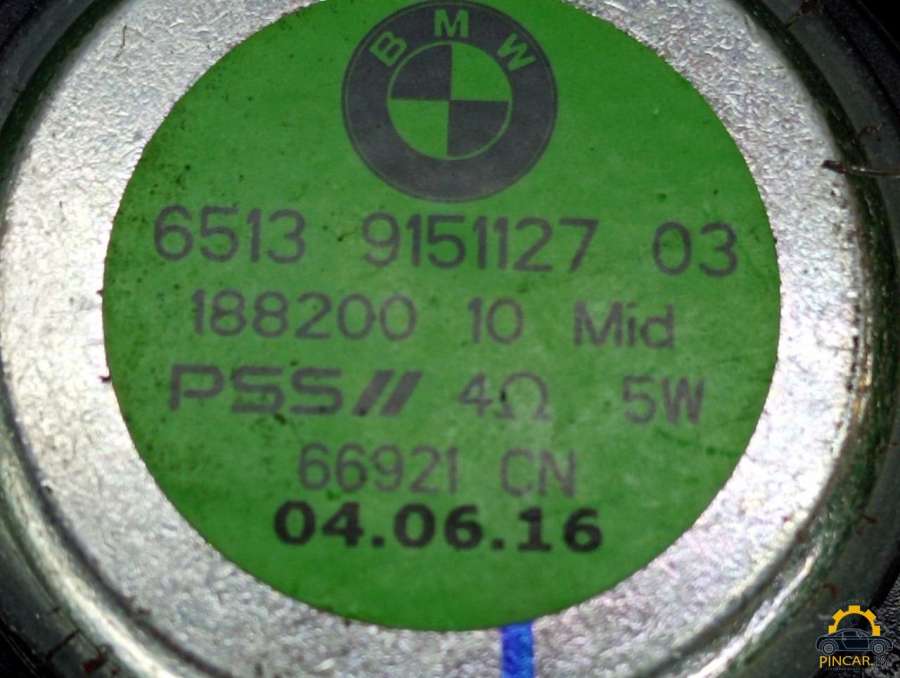 BMW
6513 9151127 03
188200 10 Mid
PSS// 4Ω 5W
66921 CN
04.06.16
PINCAR.